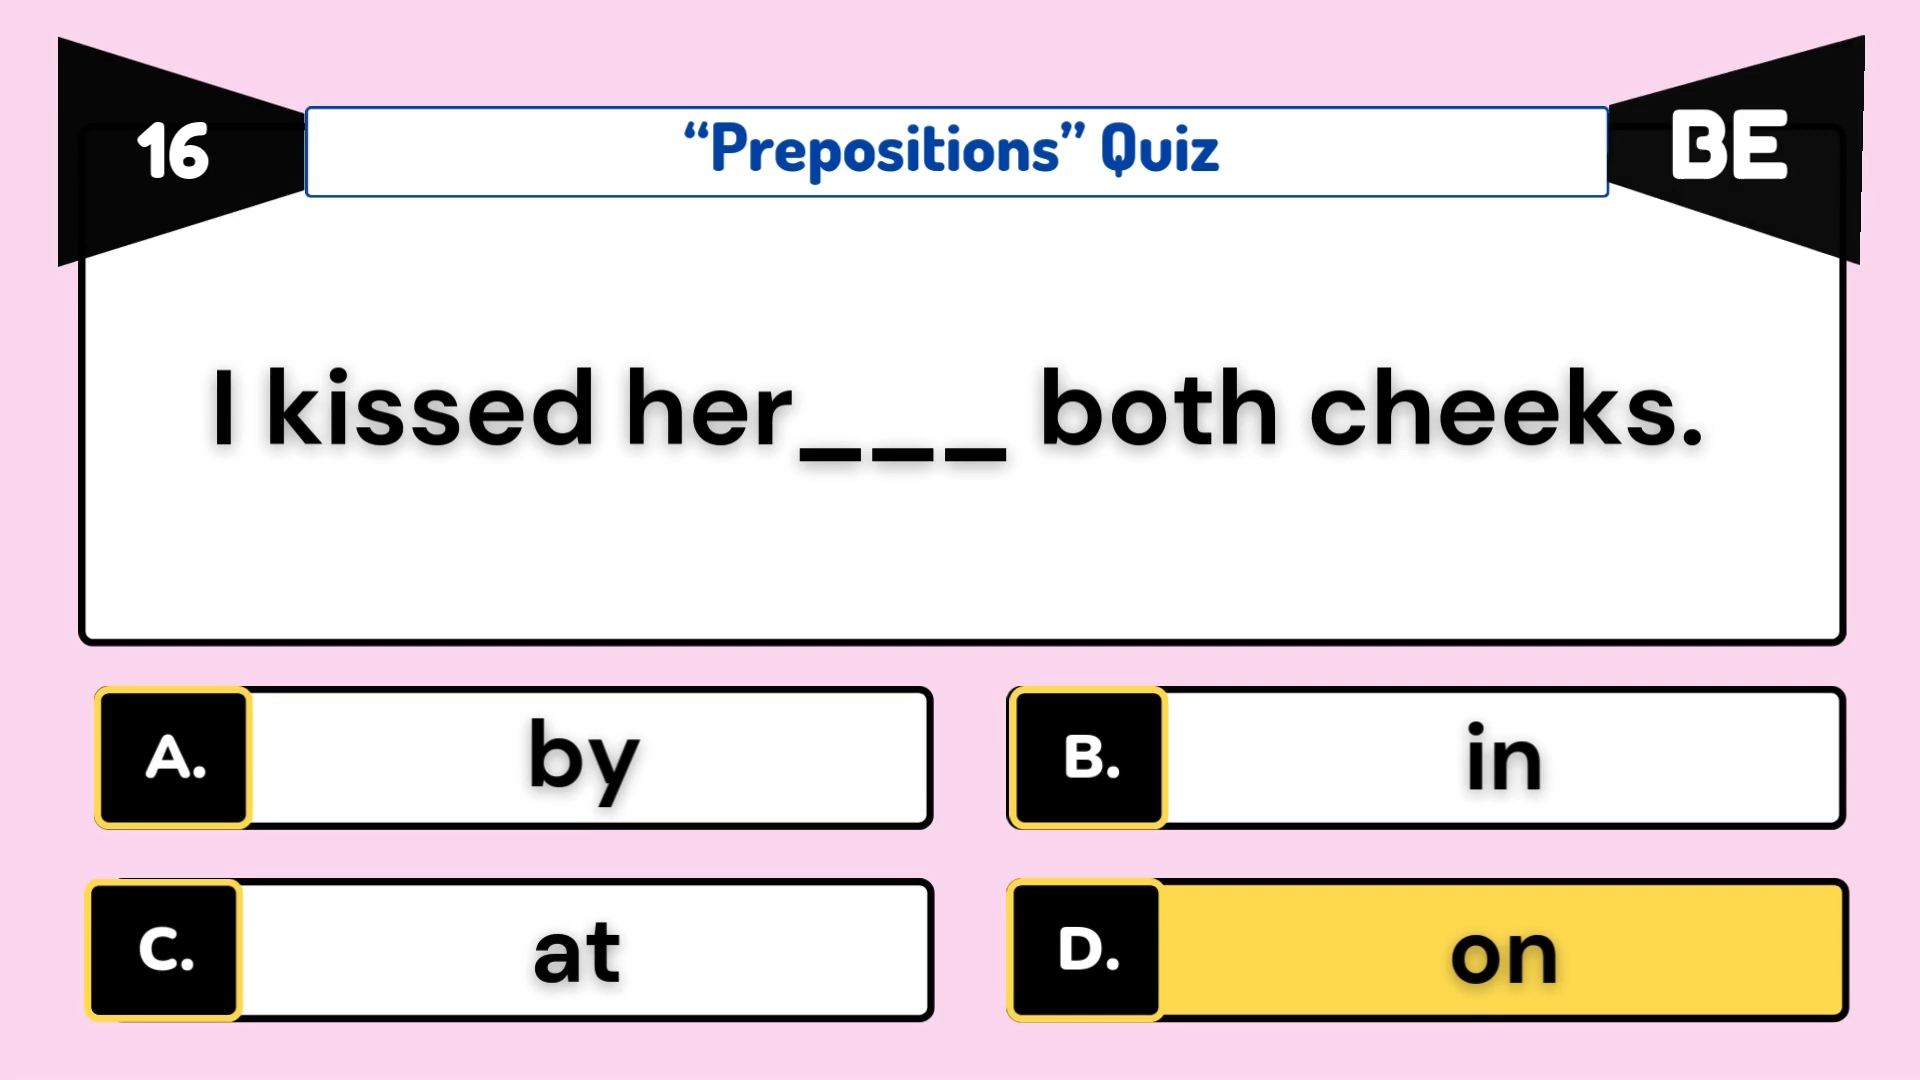 16
“Prepositions” Quiz
BE
I kissed her___ both cheeks.
A.
by
B.
in
C.
at
D.
on